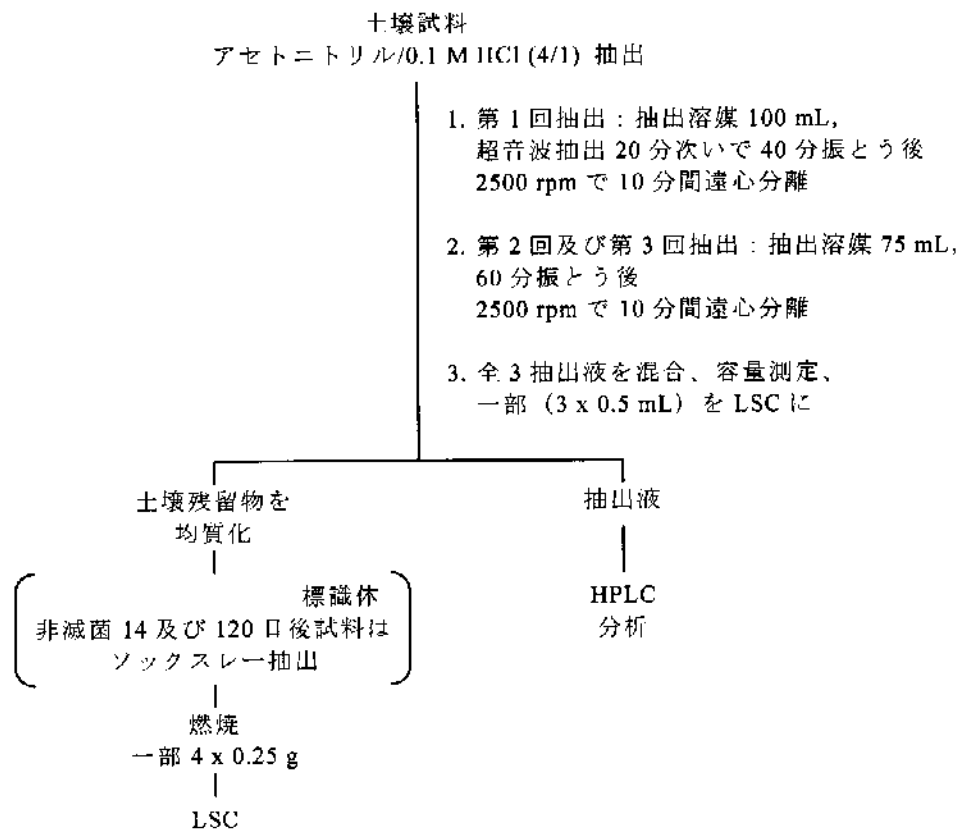 土壌試料
アセトニトリル/0.1 M HCl (4/1) 抽出
1. 第1回抽出:抽出溶媒 100 mL,
超音波抽出 20 分次いで 40 分振とう後
2500 rpm で 10 分間遠心分離
2. 第2回及び第3回抽出:抽出溶媒 75 mL,
60 分振とう後
2500 rpm で 10 分間遠心分離
3. 全3抽出液を混合、容量測定、
一部(3 x 0.5 mL)を LSC に
土壌残留物を
均質化
抽出液
標識体
非滅菌 14 及び 120 日後試料は
ソックスレー抽出
HPLC
分析
燃焼
一部 4 x 0.25 g
LSC